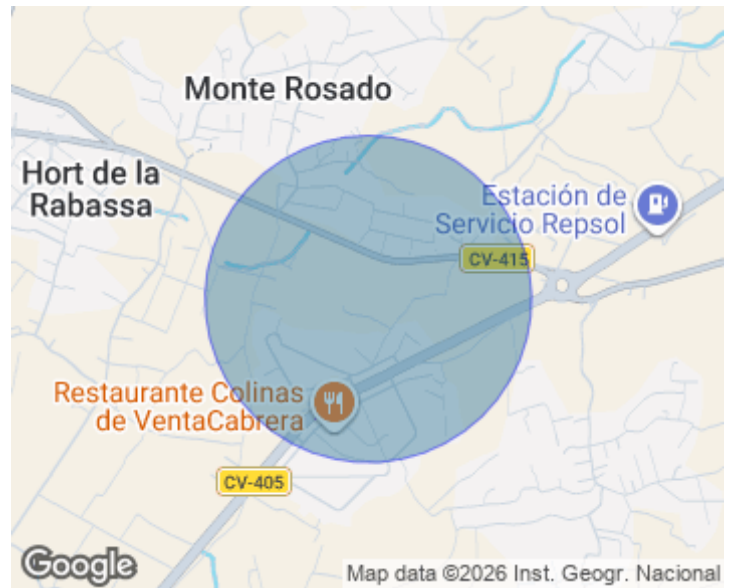 Monte Rosado
Hort de la
Rabassa
Estación de
Servicio Repsol
CV-415
Restaurante Colinas
de VentaCabrera
CV-405
Google
Map data ©2026 Inst. Geogr. Nacional